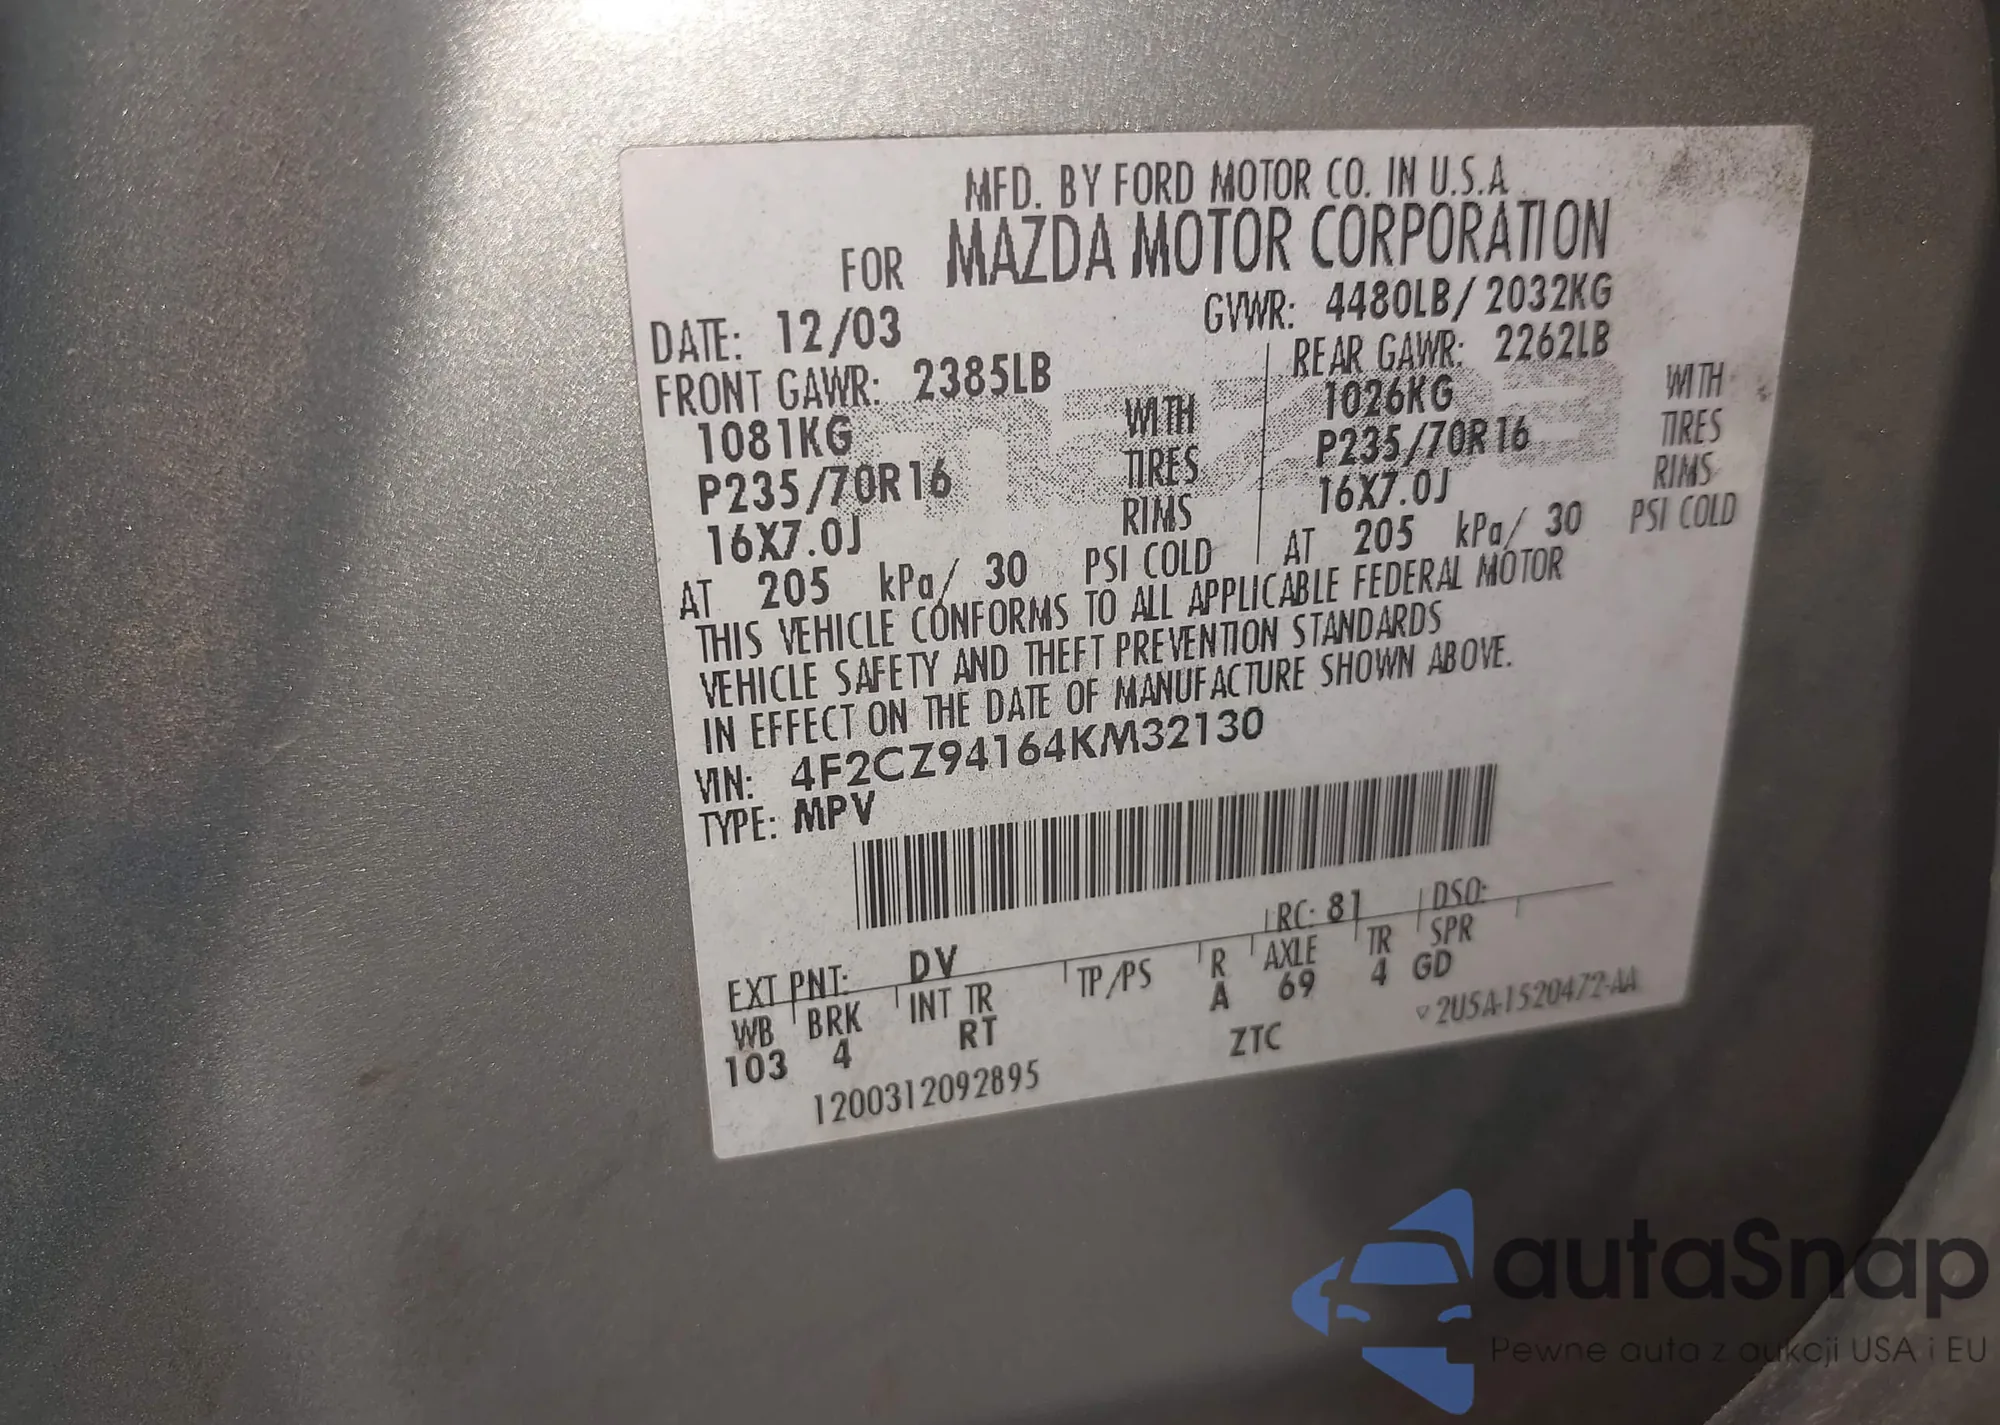 MFD. BY FORD MOTOR CO. IN U.S.A.
FOR MAZDA MOTOR CORPORATION
DATE: 12/03 GVWR: 4480LB/ 2032KG
FRONT GAWR: 2385LB REAR GAWR: 2262LB
1081KG WITH 1026KG WITH
P235/70R16 TIRES P235/70R16 TIRES
16X7.0J RIMS 16X7.0J RIMS
AT 205 kPa/ 30 PSI COLD AT 205 kPa/ 30 PSI COLD
THIS VEHICLE CONFORMS TO ALL APPLICABLE FEDERAL MOTOR
VEHICLE SAFETY AND THEFT PREVENTION STANDARDS
IN EFFECT ON THE DATE OF MANUFACTURE SHOWN ABOVE.
VIN: 4F2CZ94164KM32130
TYPE: MPV
EXT PNT: DV RC: 81 DSO:
WB BRK INT TR TP/PS R AXLE TR SPR
103 4 RT A 69 4 GD
1200312092895 ZTC ▽2U5A-1520472-AA
autaSnap
Pewne auta z aukcji USA i EU